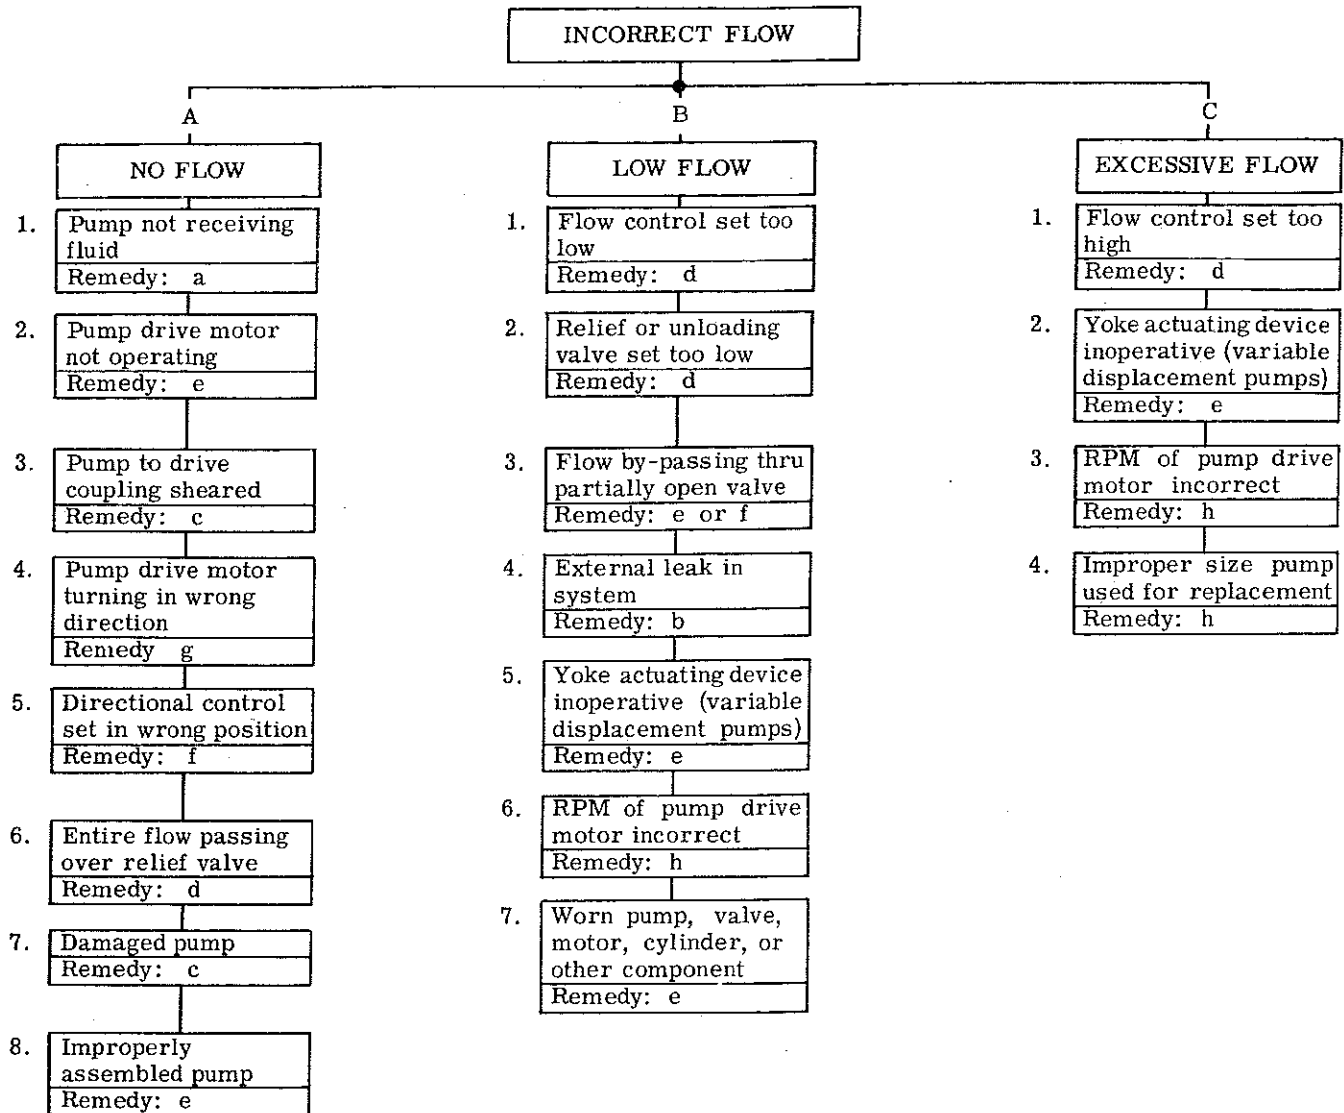 INCORRECT FLOW
A
NO FLOW
1.
Pump not receiving
fluid
Remedy: a
2.
Pump drive motor
not operating
Remedy: e
3.
Pump to drive
coupling sheared
Remedy: c
4.
Pump drive motor
turning in wrong
direction
Remedy g
5.
Directional control
set in wrong position
Remedy: f
6.
Entire flow passing
over relief valve
Remedy: d
7.
Damaged pump
Remedy: c
8.
Improperly
assembled pump
Remedy: e
B
LOW FLOW
1.
Flow control set too
low
Remedy: d
2.
Relief or unloading
valve set too low
Remedy: d
3.
Flow by-passing thru
partially open valve
Remedy: e or f
4.
External leak in
system
Remedy: b
5.
Yoke actuating device
inoperative (variable
displacement pumps)
Remedy: e
6.
RPM of pump drive
motor incorrect
Remedy: h
7.
Worn pump, valve,
motor, cylinder, or
other component
Remedy: e
C
EXCESSIVE FLOW
1.
Flow control set too
high
Remedy: d
2.
Yoke actuating device
inoperative (variable
displacement pumps)
Remedy: e
3.
RPM of pump drive
motor incorrect
Remedy: h
4.
Improper size pump
used for replacement
Remedy: h